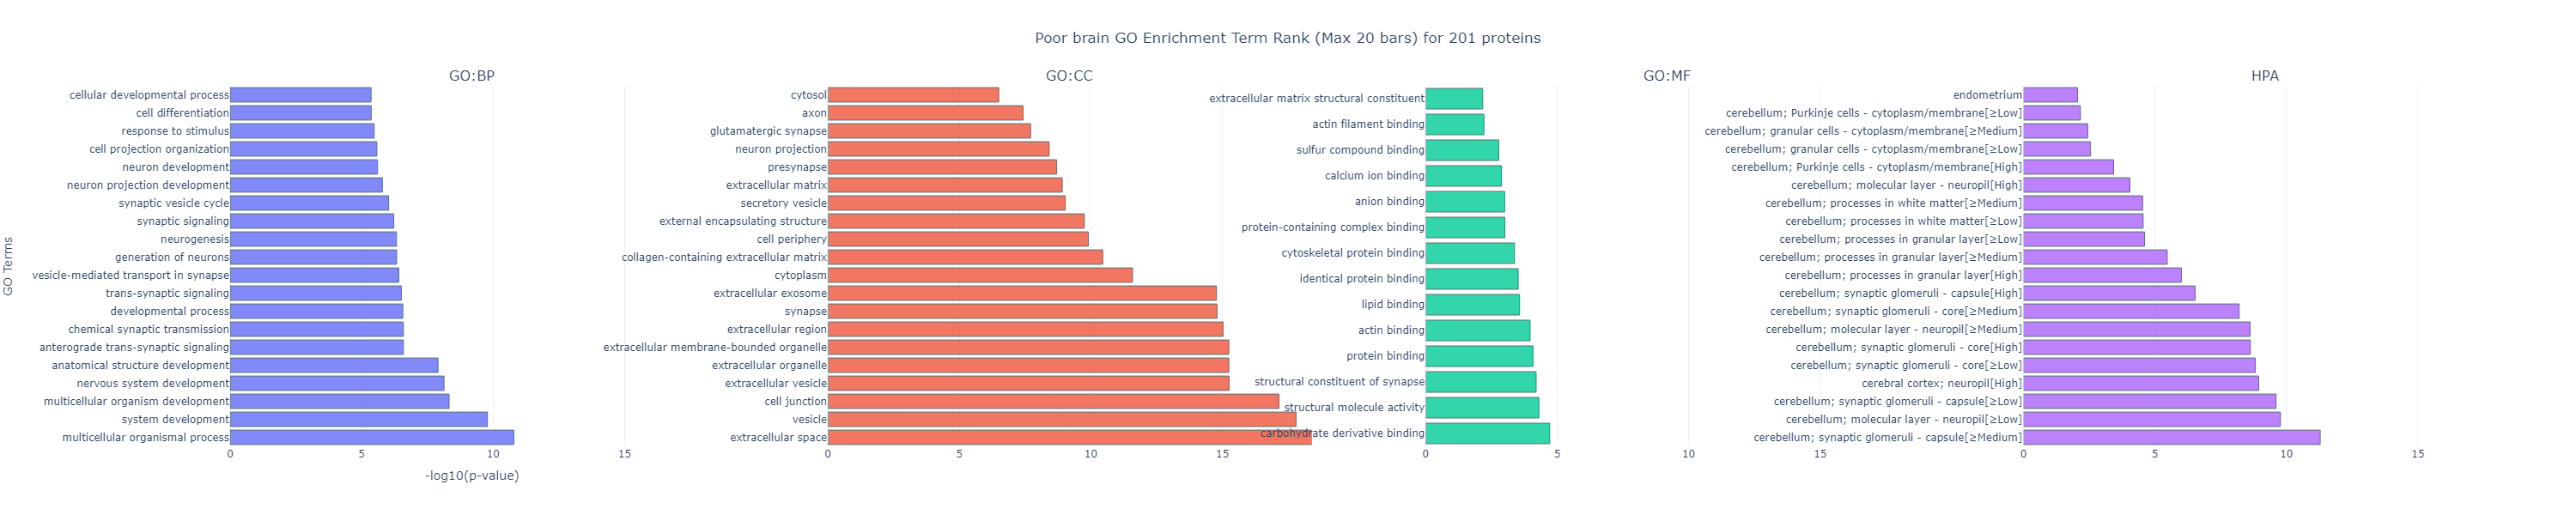 Poor brain GO Enrichment Term Rank (Max 20 bars) for 201 proteins
GO:BP
GO Terms
cellular developmental process
cell differentiation
response to stimulus
cell projection organization
neuron development
neuron projection development
synaptic vesicle cycle
synaptic signaling
neurogenesis
generation of neurons
vesicle-mediated transport in synapse
trans-synaptic signaling
developmental process
chemical synaptic transmission
anterograde trans-synaptic signaling
anatomical structure development
nervous system development
multicellular organism development
system development
multicellular organismal process
0 5 10 15
-log10(p-value)
GO:CC
cytosol
axon
glutamatergic synapse
neuron projection
presynapse
extracellular matrix
secretory vesicle
external encapsulating structure
cell periphery
collagen-containing extracellular matrix
cytoplasm
extracellular exosome
synapse
extracellular region
extracellular membrane-bounded organelle
extracellular organelle
extracellular vesicle
cell junction
vesicle
extracellular space
0 5 10 15
GO:MF
extracellular matrix structural constituent
actin filament binding
sulfur compound binding
calcium ion binding
anion binding
protein-containing complex binding
cytoskeletal protein binding
identical protein binding
lipid binding
actin binding
protein binding
structural constituent of synapse
structural molecule activity
carbohydrate derivative binding
0 5 10 15
HPA
endometrium
cerebellum; Purkinje cells - cytoplasm/membrane[≥Low]
cerebellum; granular cells - cytoplasm/membrane[≥Medium]
cerebellum; granular cells - cytoplasm/membrane[≥Low]
cerebellum; Purkinje cells - cytoplasm/membrane[High]
cerebellum; molecular layer - neuropil[High]
cerebellum; processes in white matter[≥Medium]
cerebellum; processes in white matter[≥Low]
cerebellum; processes in granular layer[≥Low]
cerebellum; processes in granular layer[≥Medium]
cerebellum; processes in granular layer[High]
cerebellum; synaptic glomeruli - capsule[High]
cerebellum; synaptic glomeruli - core[≥Medium]
cerebellum; molecular layer - neuropil[≥Medium]
cerebellum; synaptic glomeruli - core[High]
cerebellum; synaptic glomeruli - core[≥Low]
cerebral cortex; neuropil[High]
cerebellum; synaptic glomeruli - capsule[≥Low]
cerebellum; molecular layer - neuropil[≥Low]
cerebellum; synaptic glomeruli - capsule[≥Medium]
0 5 10 15